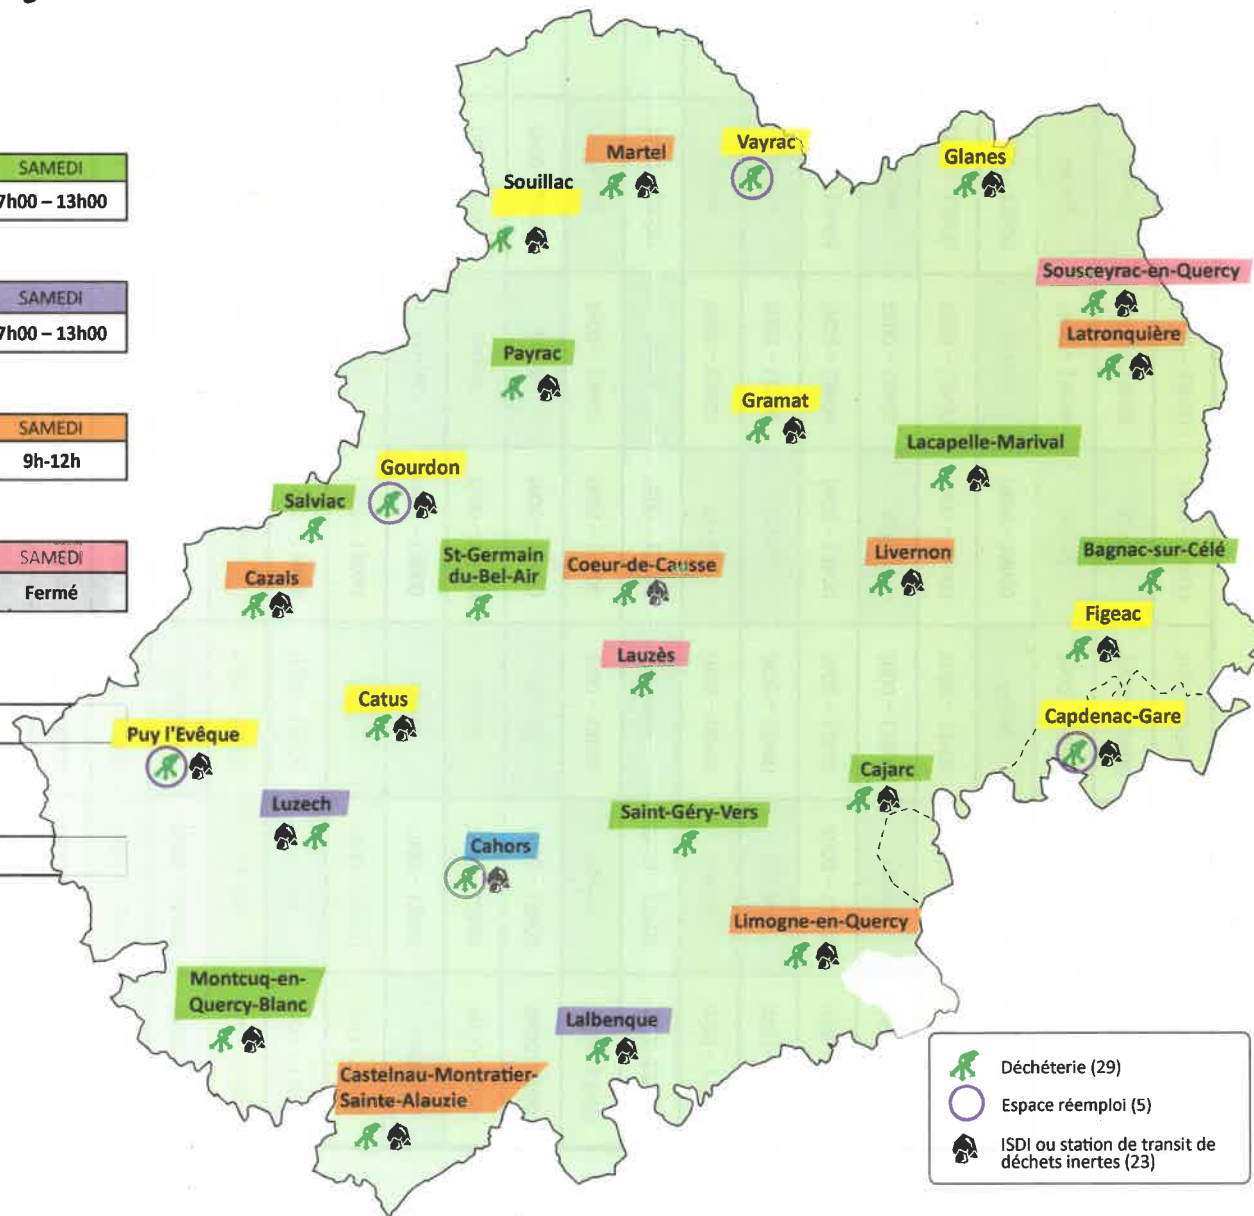 SAMEDI
7h00 – 13h00
SAMEDI
7h00 – 13h00
SAMEDI
9h-12h
SAMEDI
Fermé
Martel
Vayrac
Glanes
Souillac
Sousceyrac-en-Quercy
Latronquière
Payrac
Gramat
Lacapelle-Marival
Gourdon
Salviac
St-Germain
du-Bel-Air
Coeur-de-Causse
Livernon
Bagnac-sur-Célé
Cazals
Figeac
Lauzès
Catus
Capdenac-Gare
Puy l'Evêque
Cajarc
Luzech
Saint-Géry-Vers
Cahors
Limogne-en-Quercy
Montcuq-en-
Quercy-Blanc
Lalbenque
Castelnau-Montratier-
Sainte-Alauzie
Déchéterie (29)
Espace réemploi (5)
ISDI ou station de transit de
déchets inertes (23)